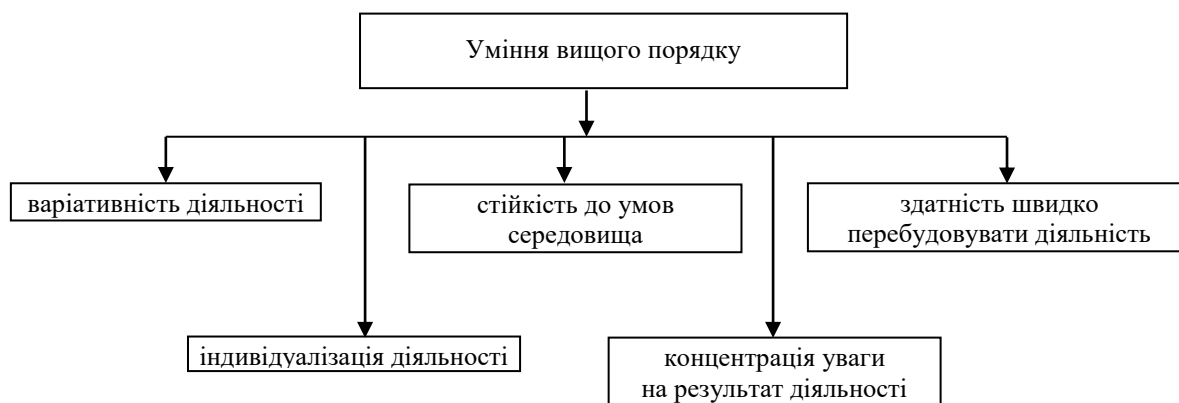 Уміння вищого порядку
варіативність діяльності
стійкість до умов
середовища
здатність швидко
перебудовувати діяльність
індивідуалізація діяльності
концентрація уваги
на результат діяльності